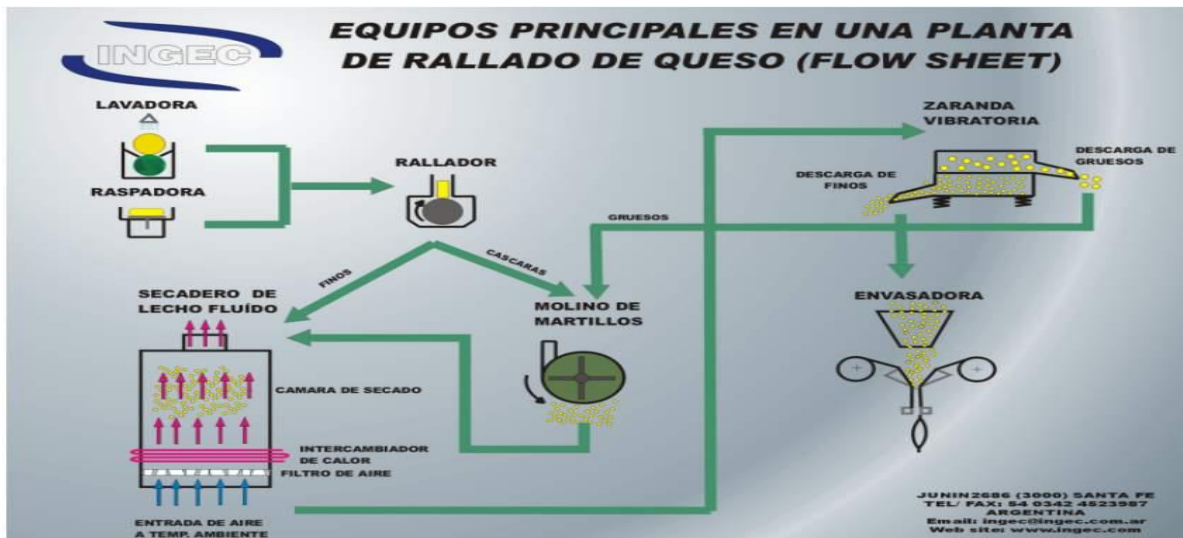 INGEC
EQUIPOS PRINCIPALES EN UNA PLANTA
DE RALLADO DE QUESO (FLOW SHEET)
LAVADORA
RASPADORA
RALLADOR
ZARANDA
VIBRATORIA
DESCARGA DE
GRUESOS
DESCARGA DE
FINOS
GRUESOS
FINOS
CASCARAS
SECADERO DE
LECHO FLUÍDO
MOLINO DE
MARTILLOS
ENVASADORA
CAMARA DE SECADO
INTERCAMBIADOR
DE CALOR
FILTRO DE AIRE
ENTRADA DE AIRE
A TEMP. AMBIENTE
JUNIN2686 (3000) SANTA FE
TEL/ FAX: 54 0342 4523987
ARGENTINA
Email: ingec@ingec.com.ar
Web site: www.ingec.com